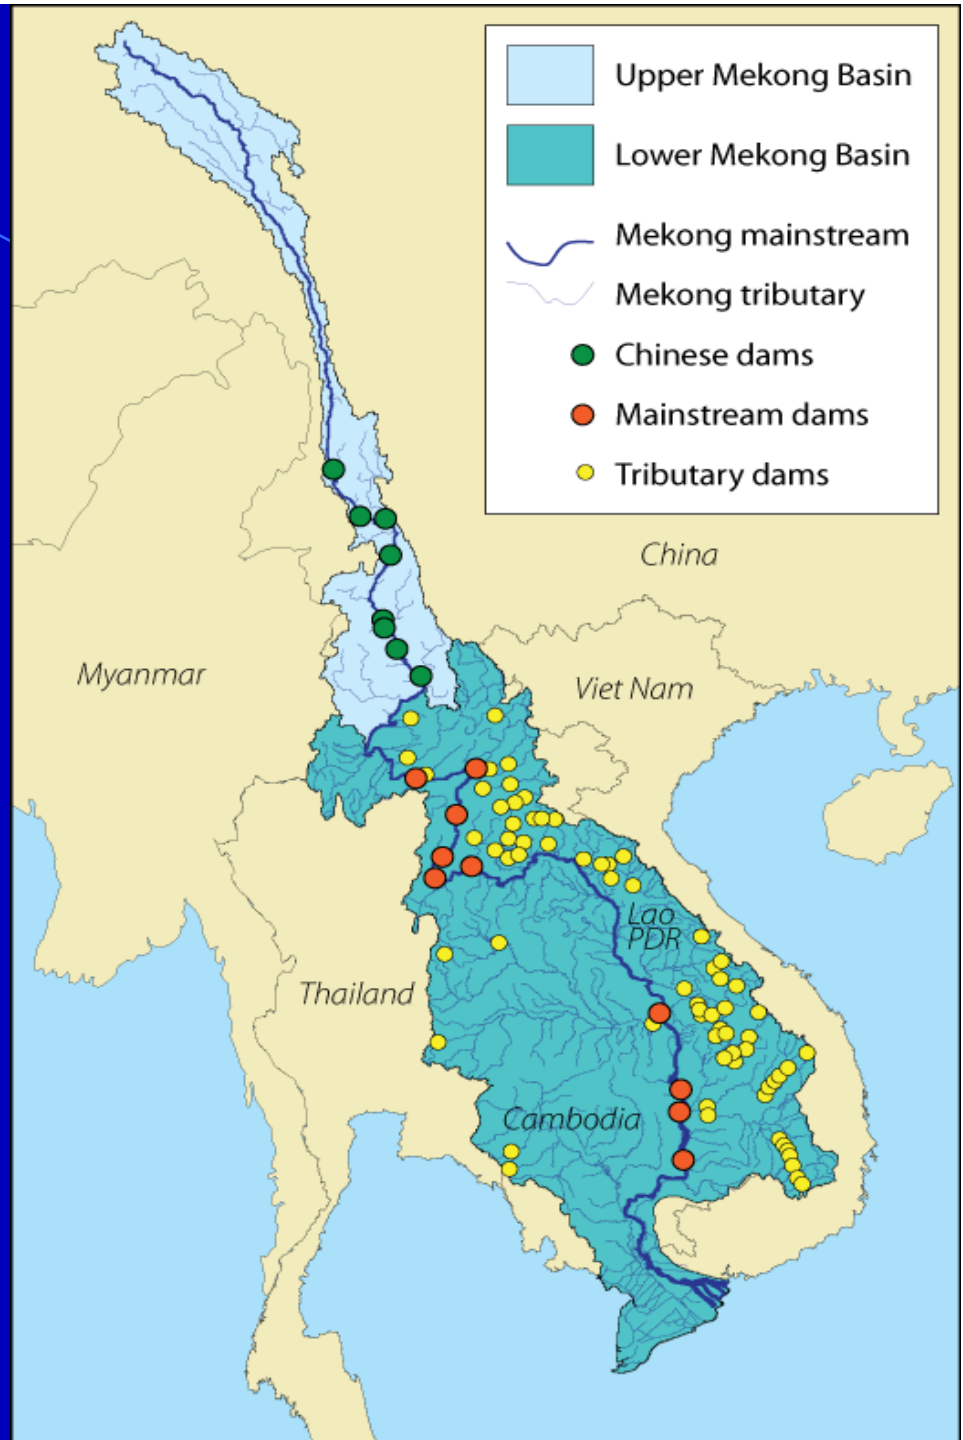 Upper Mekong Basin
Lower Mekong Basin
Mekong mainstream
Mekong tributary
Chinese dams
Mainstream dams
Tributary dams
China
Myanmar
Viet Nam
Lao
PDR
Thailand
Cambodia